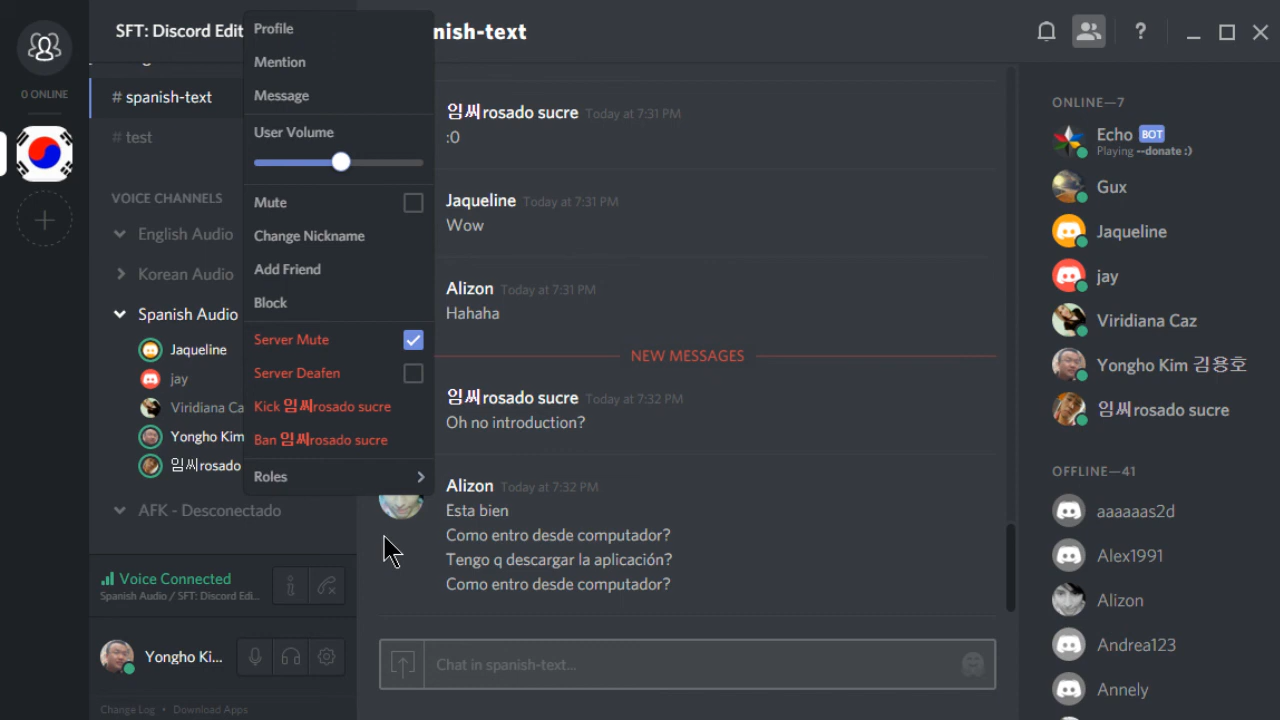 0 ONLINE
SFT: Discord Edit
# spanish-text
# test
VOICE CHANNELS
English Audio
Korean Audio
Spanish Audio
Jaqueline
jay
Viridiana Ca
Yongho Kim
임씨rosado
AFK - Desconectado
Voice Connected
Spanish Audio / SFT: Discord Edi...
Yongho Ki...
Change Log • Download Apps
Profile
Mention
Message
User Volume
Mute
Change Nickname
Add Friend
Block
Server Mute
Server Deafen
Kick 임씨rosado sucre
Ban 임씨rosado sucre
Roles
nish-text
임씨rosado sucre Today at 7:31 PM
:0
Jaqueline Today at 7:31 PM
Wow
Alizon Today at 7:31 PM
Hahaha
NEW MESSAGES
임씨rosado sucre Today at 7:32 PM
Oh no introduction?
Alizon Today at 7:32 PM
Esta bien
Como entro desde computador?
Tengo q descargar la aplicación?
Como entro desde computador?
Chat in spanish-text...
?
ONLINE—7
Echo BOT
Playing --donate :)
Gux
Jaqueline
jay
Viridiana Caz
Yongho Kim 김용호
임씨rosado sucre
OFFLINE—41
aaaaaas2d
Alex1991
Alizon
Andrea123
Annely